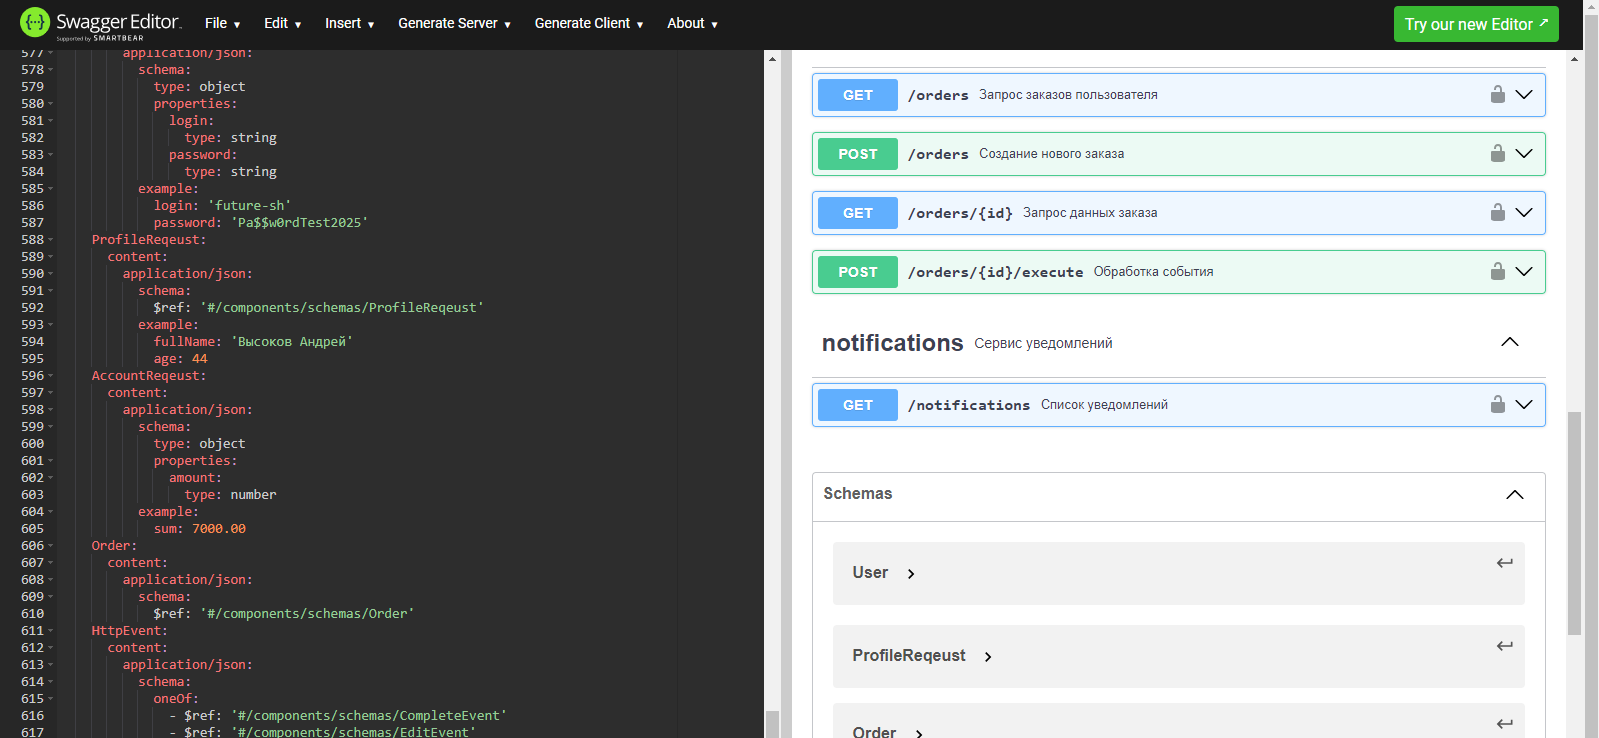 Swagger Editor
Supported by SMARTBEAR
File Edit Insert Generate Server Generate Client About
Try our new Editor
577 application/json:
578 schema:
579 type: object
580 properties:
581 login:
582 type: string
583 password:
584 type: string
585 example:
586 login: 'future-sh'
587 password: 'Pa$$w0rdTest2025'
588 ProfileReqeust:
589 content:
590 application/json:
591 schema:
592 $ref: '#/components/schemas/ProfileReqeust'
593 example:
594 fullName: 'Высоков Андрей'
595 age: 44
596 AccountReqeust:
597 content:
598 application/json:
599 schema:
600 type: object
601 properties:
602 amount:
603 type: number
604 example:
605 sum: 7000.00
606 Order:
607 content:
608 application/json:
609 schema:
610 $ref: '#/components/schemas/Order'
611 HttpEvent:
612 content:
613 application/json:
614 schema:
615 oneOf:
616 - $ref: '#/components/schemas/CompleteEvent'
617 - $ref: '#/components/schemas/EditEvent'
GET /orders Запрос заказов пользователя
POST /orders Создание нового заказа
GET /orders/{id} Запрос данных заказа
POST /orders/{id}/execute Обработка события
notifications Сервис уведомлений
GET /notifications Список уведомлений
Schemas
User
ProfileReqeust
Order